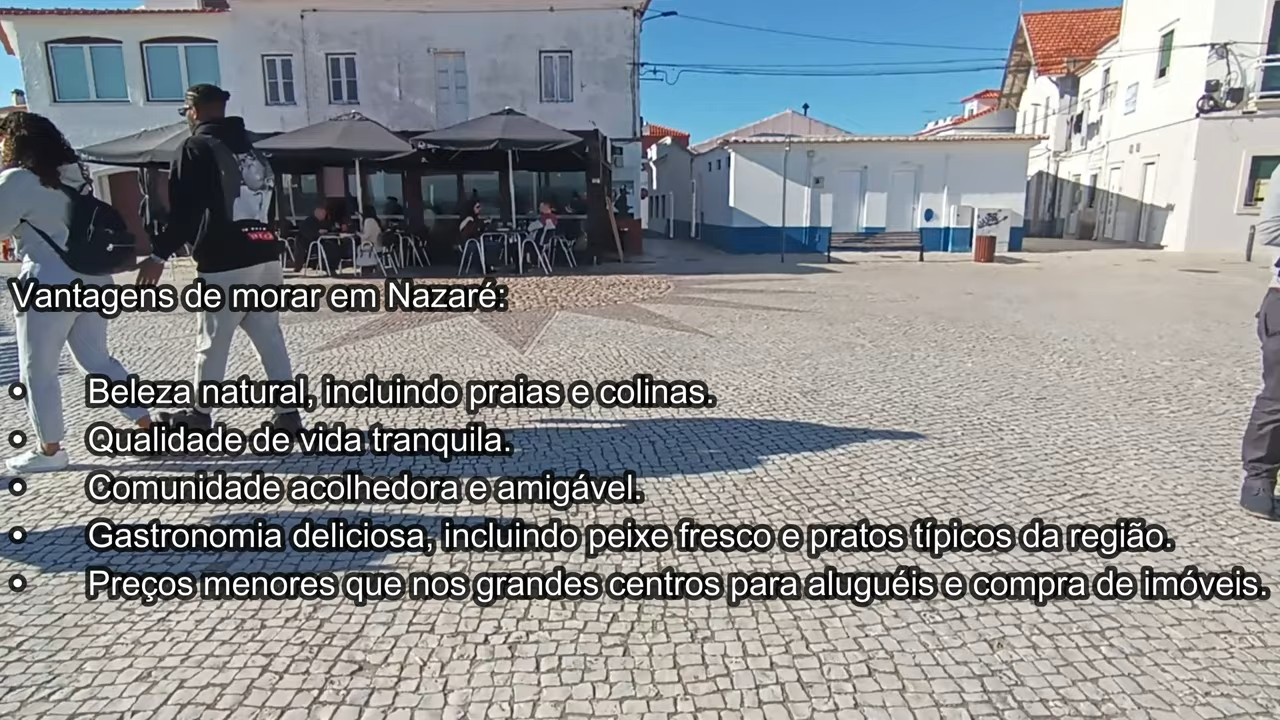 Vantagens de morar em Nazaré:
• Beleza natural, incluindo praias e colinas.
• Qualidade de vida tranquila.
• Comunidade acolhedora e amigável.
• Gastronomia deliciosa, incluindo peixe fresco e pratos típicos da região.
• Preços menores que nos grandes centros para aluguéis e compra de imóveis.